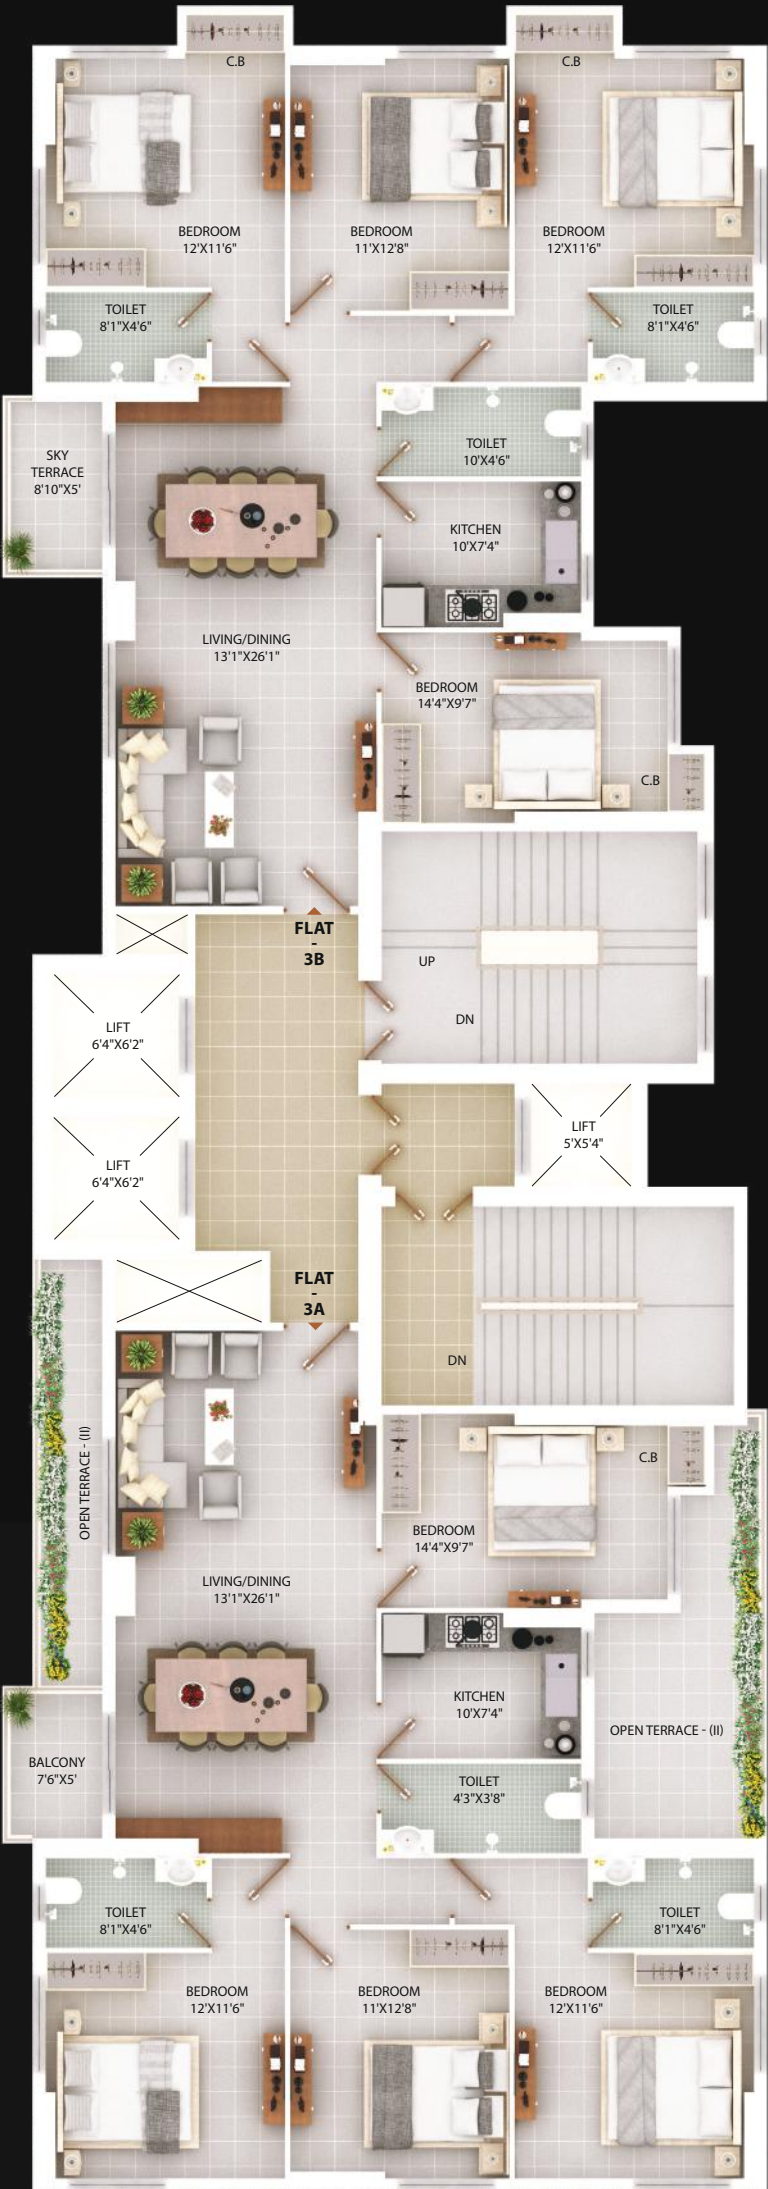 C.B
C.B
BEDROOM
12'X11'6"
BEDROOM
11'X12'8"
BEDROOM
12'X11'6"
TOILET
8'1"X4'6"
TOILET
8'1"X4'6"
SKY
TERRACE
8'10"X5'
TOILET
10'X4'6"
KITCHEN
10'X7'4"
LIVING/DINING
13'1"X26'1"
BEDROOM
14'4"X9'7"
C.B
FLAT
-
3B
UP
DN
LIFT
6'4"X6'2"
LIFT
5'X5'4"
LIFT
6'4"X6'2"
FLAT
-
3A
DN
OPEN TERRACE - (II)
C.B
BEDROOM
14'4"X9'7"
LIVING/DINING
13'1"X26'1"
KITCHEN
10'X7'4"
OPEN TERRACE - (II)
BALCONY
7'6"X5'
TOILET
4'3"X3'8"
TOILET
8'1"X4'6"
TOILET
8'1"X4'6"
BEDROOM
12'X11'6"
BEDROOM
11'X12'8"
BEDROOM
12'X11'6"